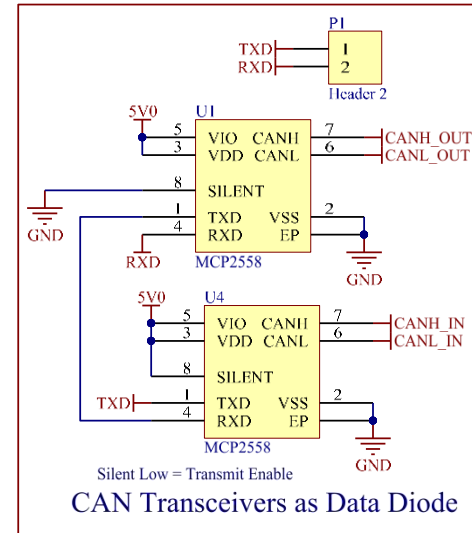 P1
TXD 1
RXD 2
Header 2
U1
5V0
5 VIO CANH 7 CANH_OUT
3 VDD CANL 6 CANL_OUT
8 SILENT
GND
1 TXD VSS 2
4 RXD EP
RXD
MCP2558
GND
U4
5V0
5 VIO CANH 7 CANH_IN
3 VDD CANL 6 CANL_IN
8 SILENT
TXD 1 TXD VSS 2
4 RXD EP
MCP2558
GND
Silent Low = Transmit Enable
CAN Transceivers as Data Diode